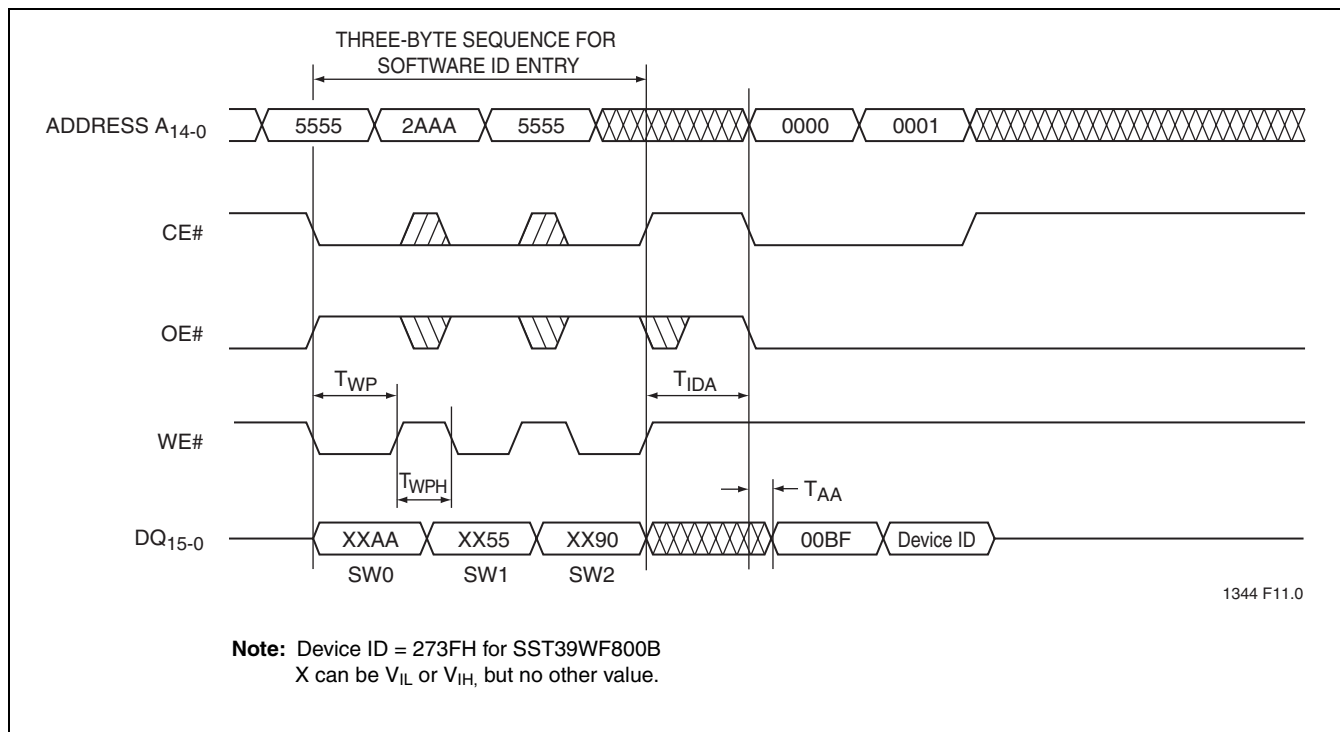 THREE-BYTE SEQUENCE FOR
SOFTWARE ID ENTRY
ADDRESS A14-0
5555 2AAA 5555 0000 0001
CE#
OE#
TWP TIDA
WE#
TWPH
TAA
DQ15-0
XXAA XX55 XX90 00BF Device ID
SW0 SW1 SW2
1344 F11.0
Note: Device ID = 273FH for SST39WF800B
X can be VIL or VIH, but no other value.